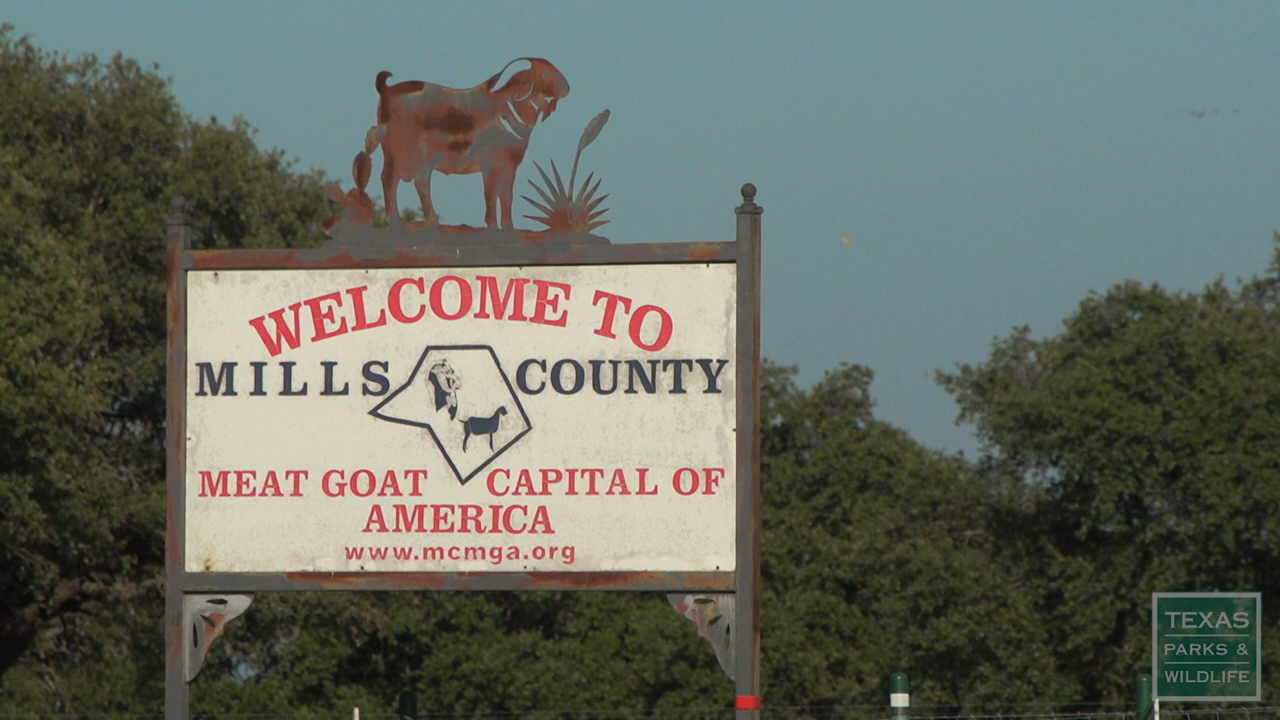 WELCOME TO
MILLS COUNTY
MEAT GOAT CAPITAL OF
AMERICA
www.mcmga.org
TEXAS
PARKS &
WILDLIFE